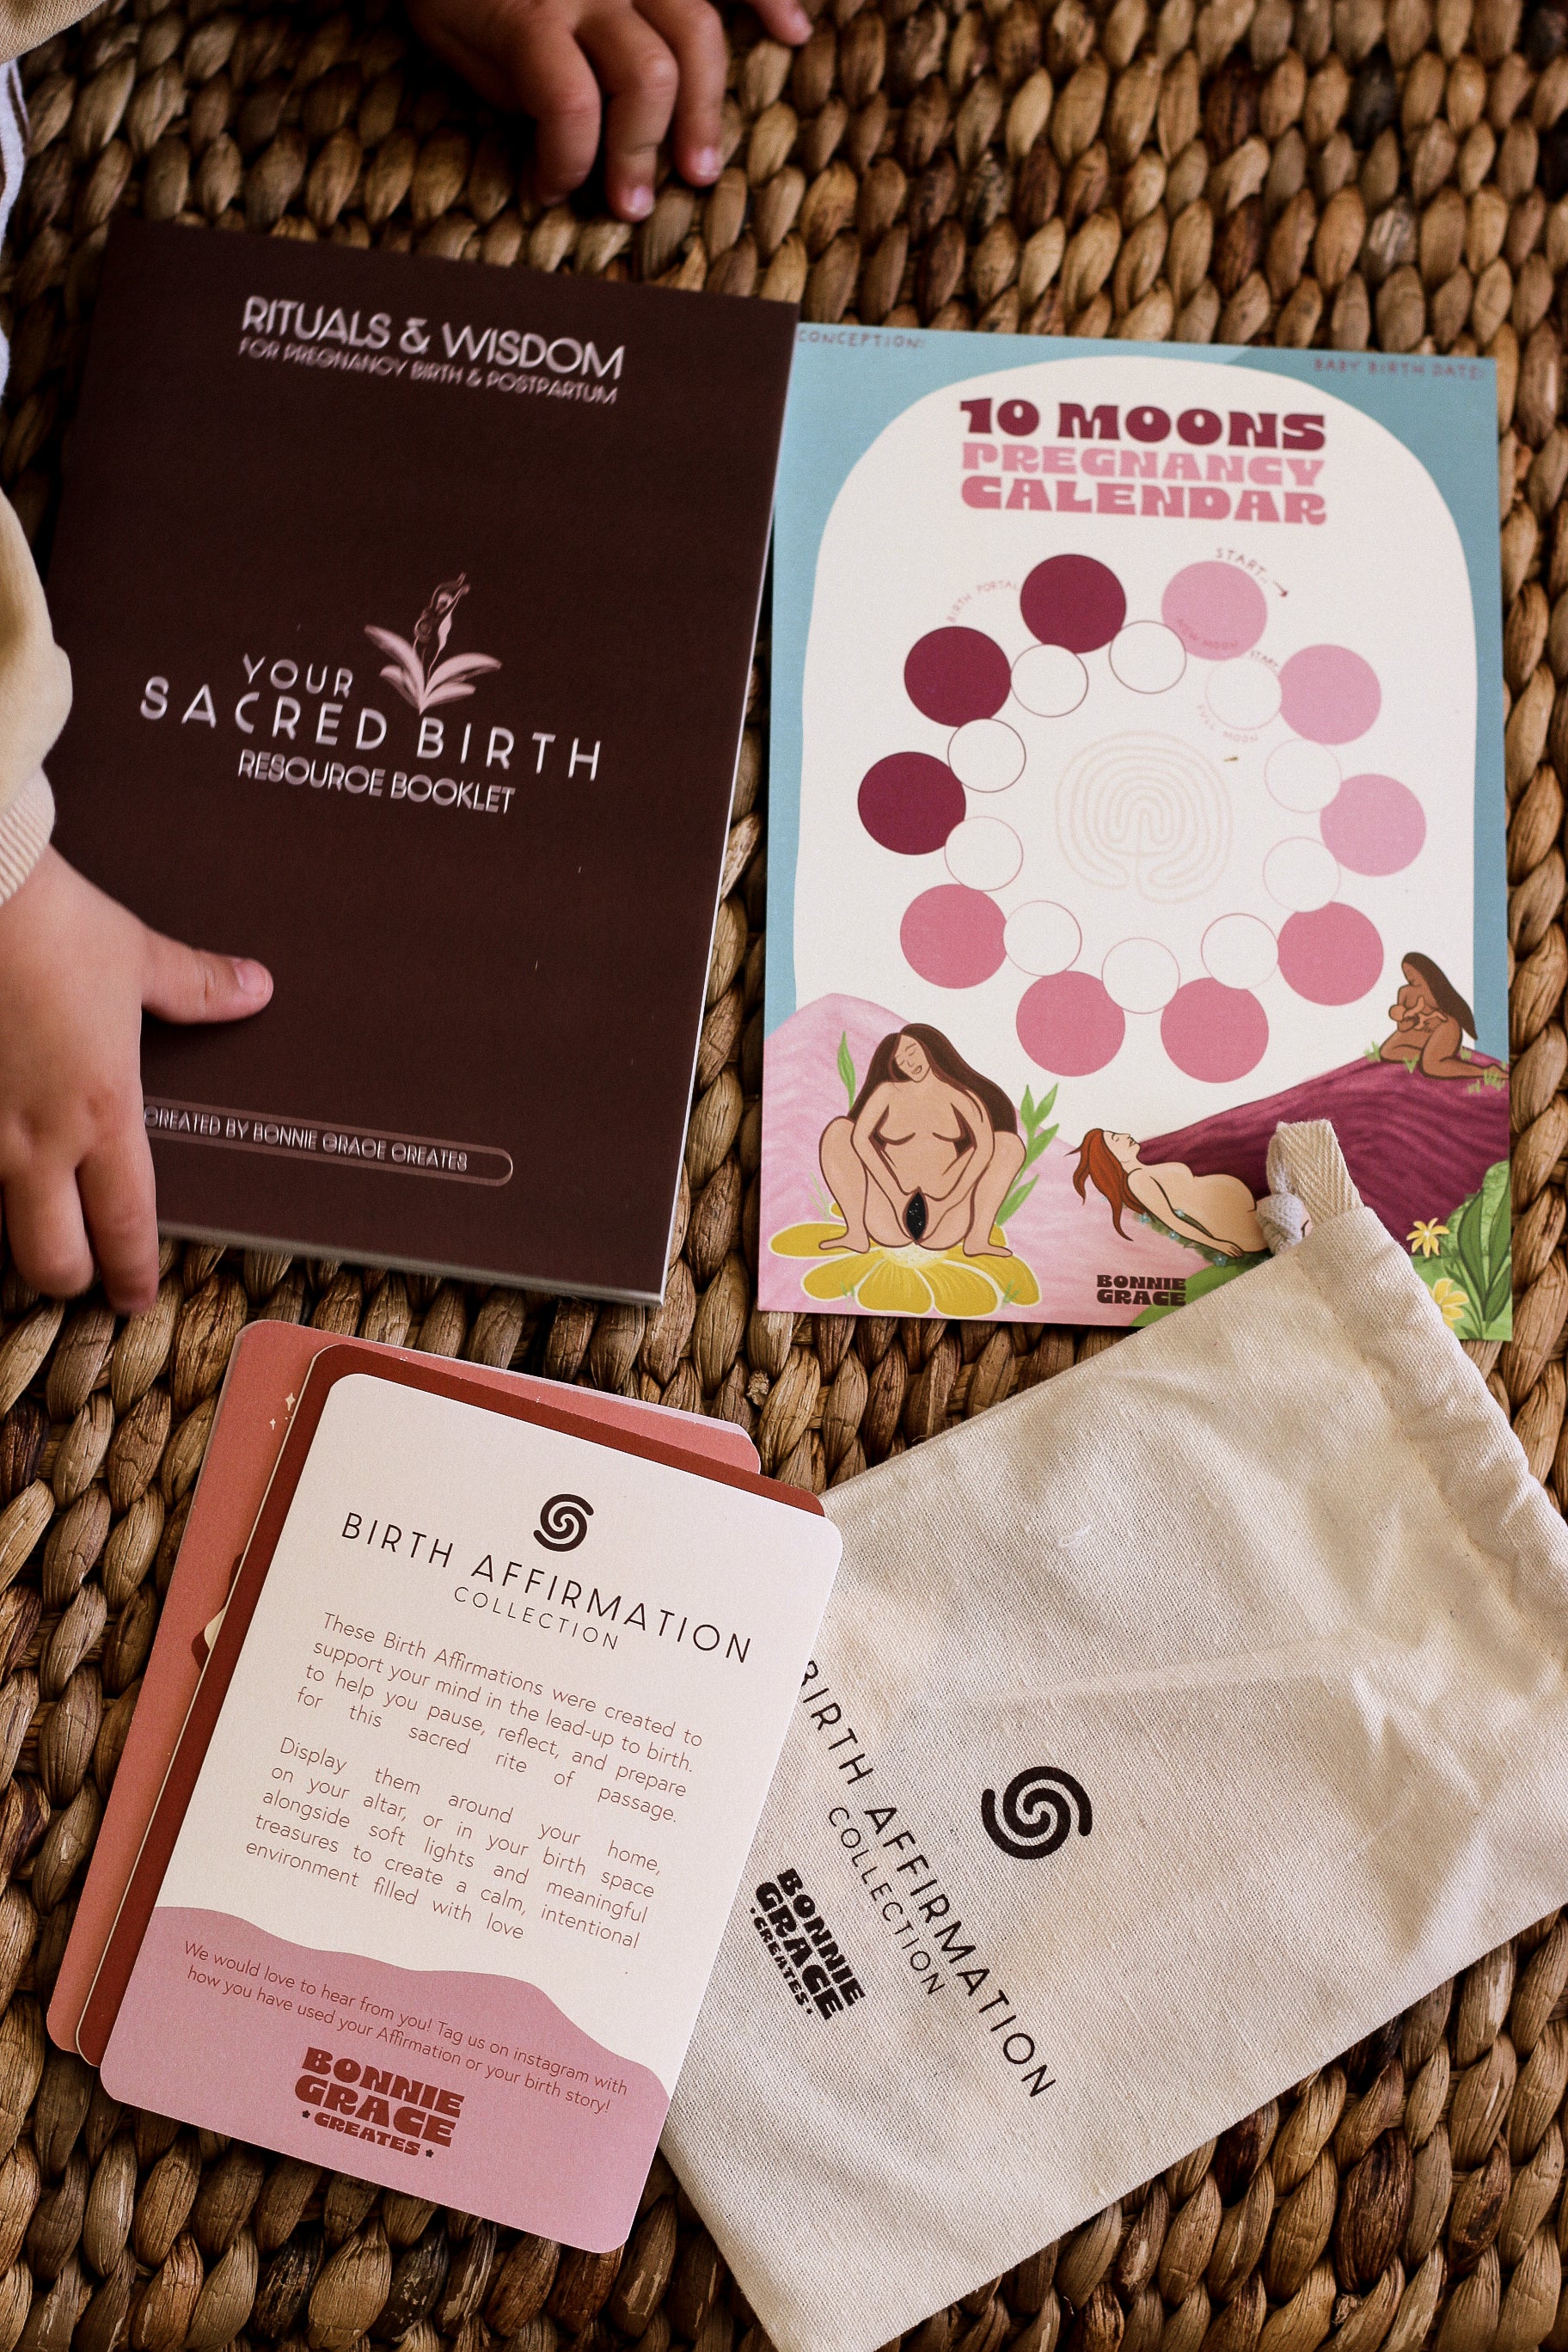 RITUALS & WISDOM
FOR PREGNANCY BIRTH & POSTPARTUM
YOUR
SACRED BIRTH
RESOURCE BOOKLET
CREATED BY BONNIE GRACE CREATES
CONCEPTION:
BABY BIRTH DATE:
10 MOONS
PREGNANCY
CALENDAR
START...
BIRTH PORTAL
NEW MOON
START...
FULL MOON
BONNIE
GRACE
BIRTH AFFIRMATION
COLLECTION
These Birth Affirmations were created to
support your mind in the lead-up to birth.
to help you pause, reflect, and prepare
for this sacred rite of passage.
Display them around your home,
on your altar, or in your birth space
alongside soft lights and meaningful
treasures to create a calm, intentional
environment filled with love
We would love to hear from you! Tag us on instagram with
how you have used your Affirmation or your birth story!
BONNIE
GRACE
CREATES
BIRTH AFFIRMATION
COLLECTION
BONNIE
GRACE
CREATES